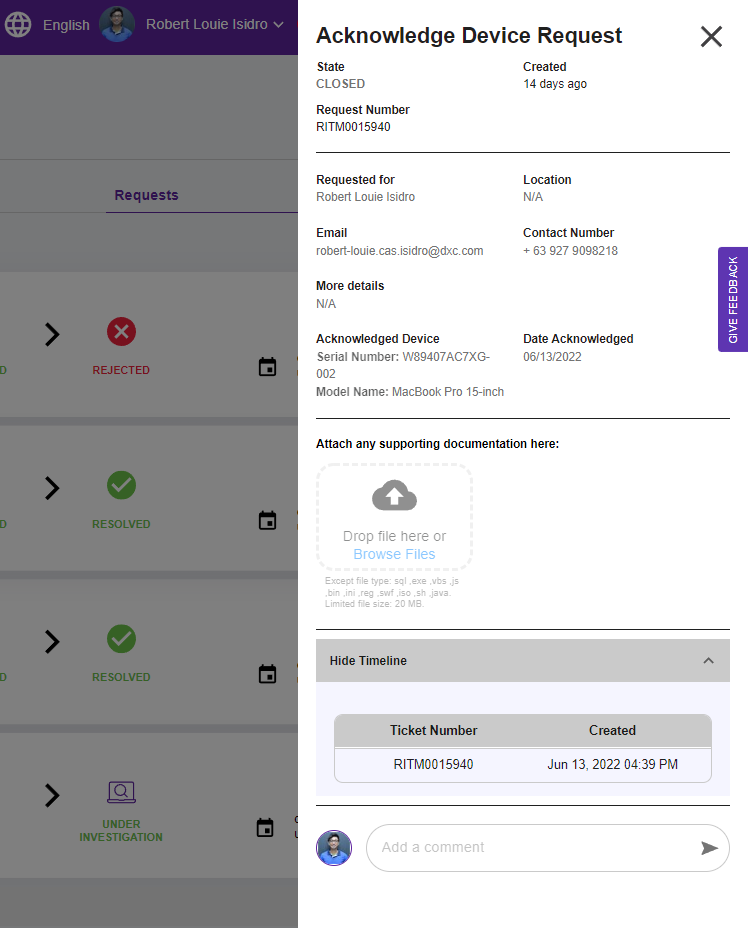 English
Robert Louie Isidro
Requests
REJECTED
RESOLVED
RESOLVED
UNDER
INVESTIGATION
Acknowledge Device Request
State
Created
CLOSED
14 days ago
Request Number
RITM0015940
Requested for
Location
Robert Louie Isidro
N/A
Email
Contact Number
robert-louie.cas.isidro@dxc.com
+ 63 927 9098218
More details
N/A
Acknowledged Device
Date Acknowledged
Serial Number: W89407AC7XG-
06/13/2022
002
Model Name: MacBook Pro 15-inch
GIVE FEEDBACK
Attach any supporting documentation here:
Drop file here or
Browse Files
Except file type: sql ,exe ,vbs ,js
,bin ,ini ,reg ,swf ,iso ,sh ,java.
Limited file size: 20 MB.
Hide Timeline
Ticket Number
Created
RITM0015940
Jun 13, 2022 04:39 PM
Add a comment